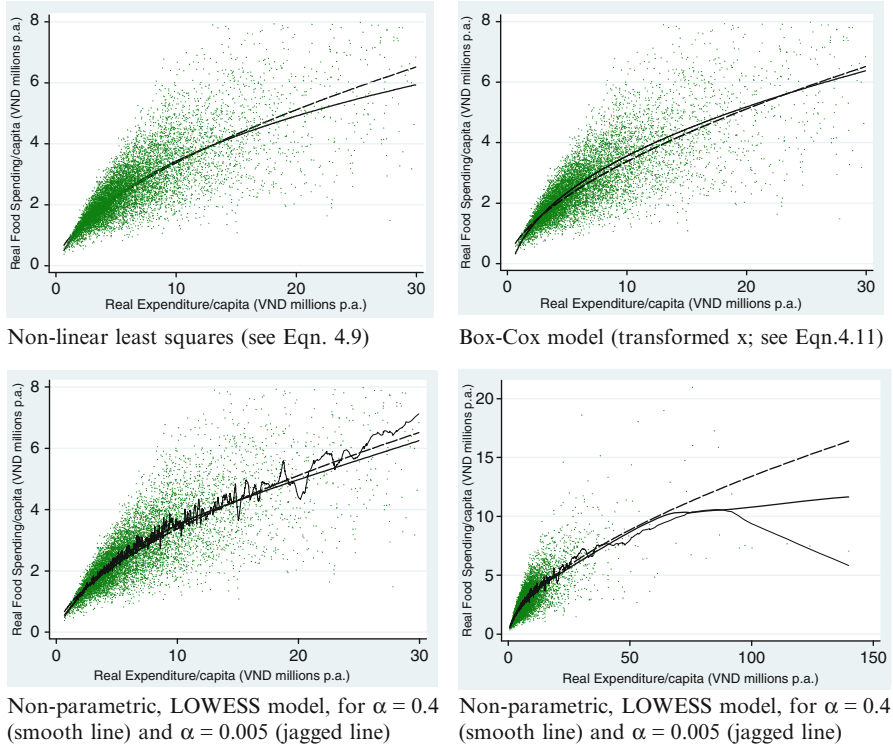 Real Food Spending/capita (VND millions p.a.)
8
6
4
2
0
0 10 20 30
Real Expenditure/capita (VND millions p.a.)
Non-linear least squares (see Eqn. 4.9)
Real Food Spending/capita (VND millions p.a.)
8
6
4
2
0
0 10 20 30
Real Expenditure/capita (VND millions p.a.)
Box-Cox model (transformed x; see Eqn.4.11)
Real Food Spending/capita (VND millions p.a.)
8
6
4
2
0
0 10 20 30
Real Expenditure/capita (VND millions p.a.)
Non-parametric, LOWESS model, for α = 0.4
(smooth line) and α = 0.005 (jagged line)
Real Food Spending/capita (VND millions p.a.)
20
15
10
5
0
0 50 100 150
Real Expenditure/capita (VND millions p.a.)
Non-parametric, LOWESS model, for α = 0.4
(smooth line) and α = 0.005 (jagged line)